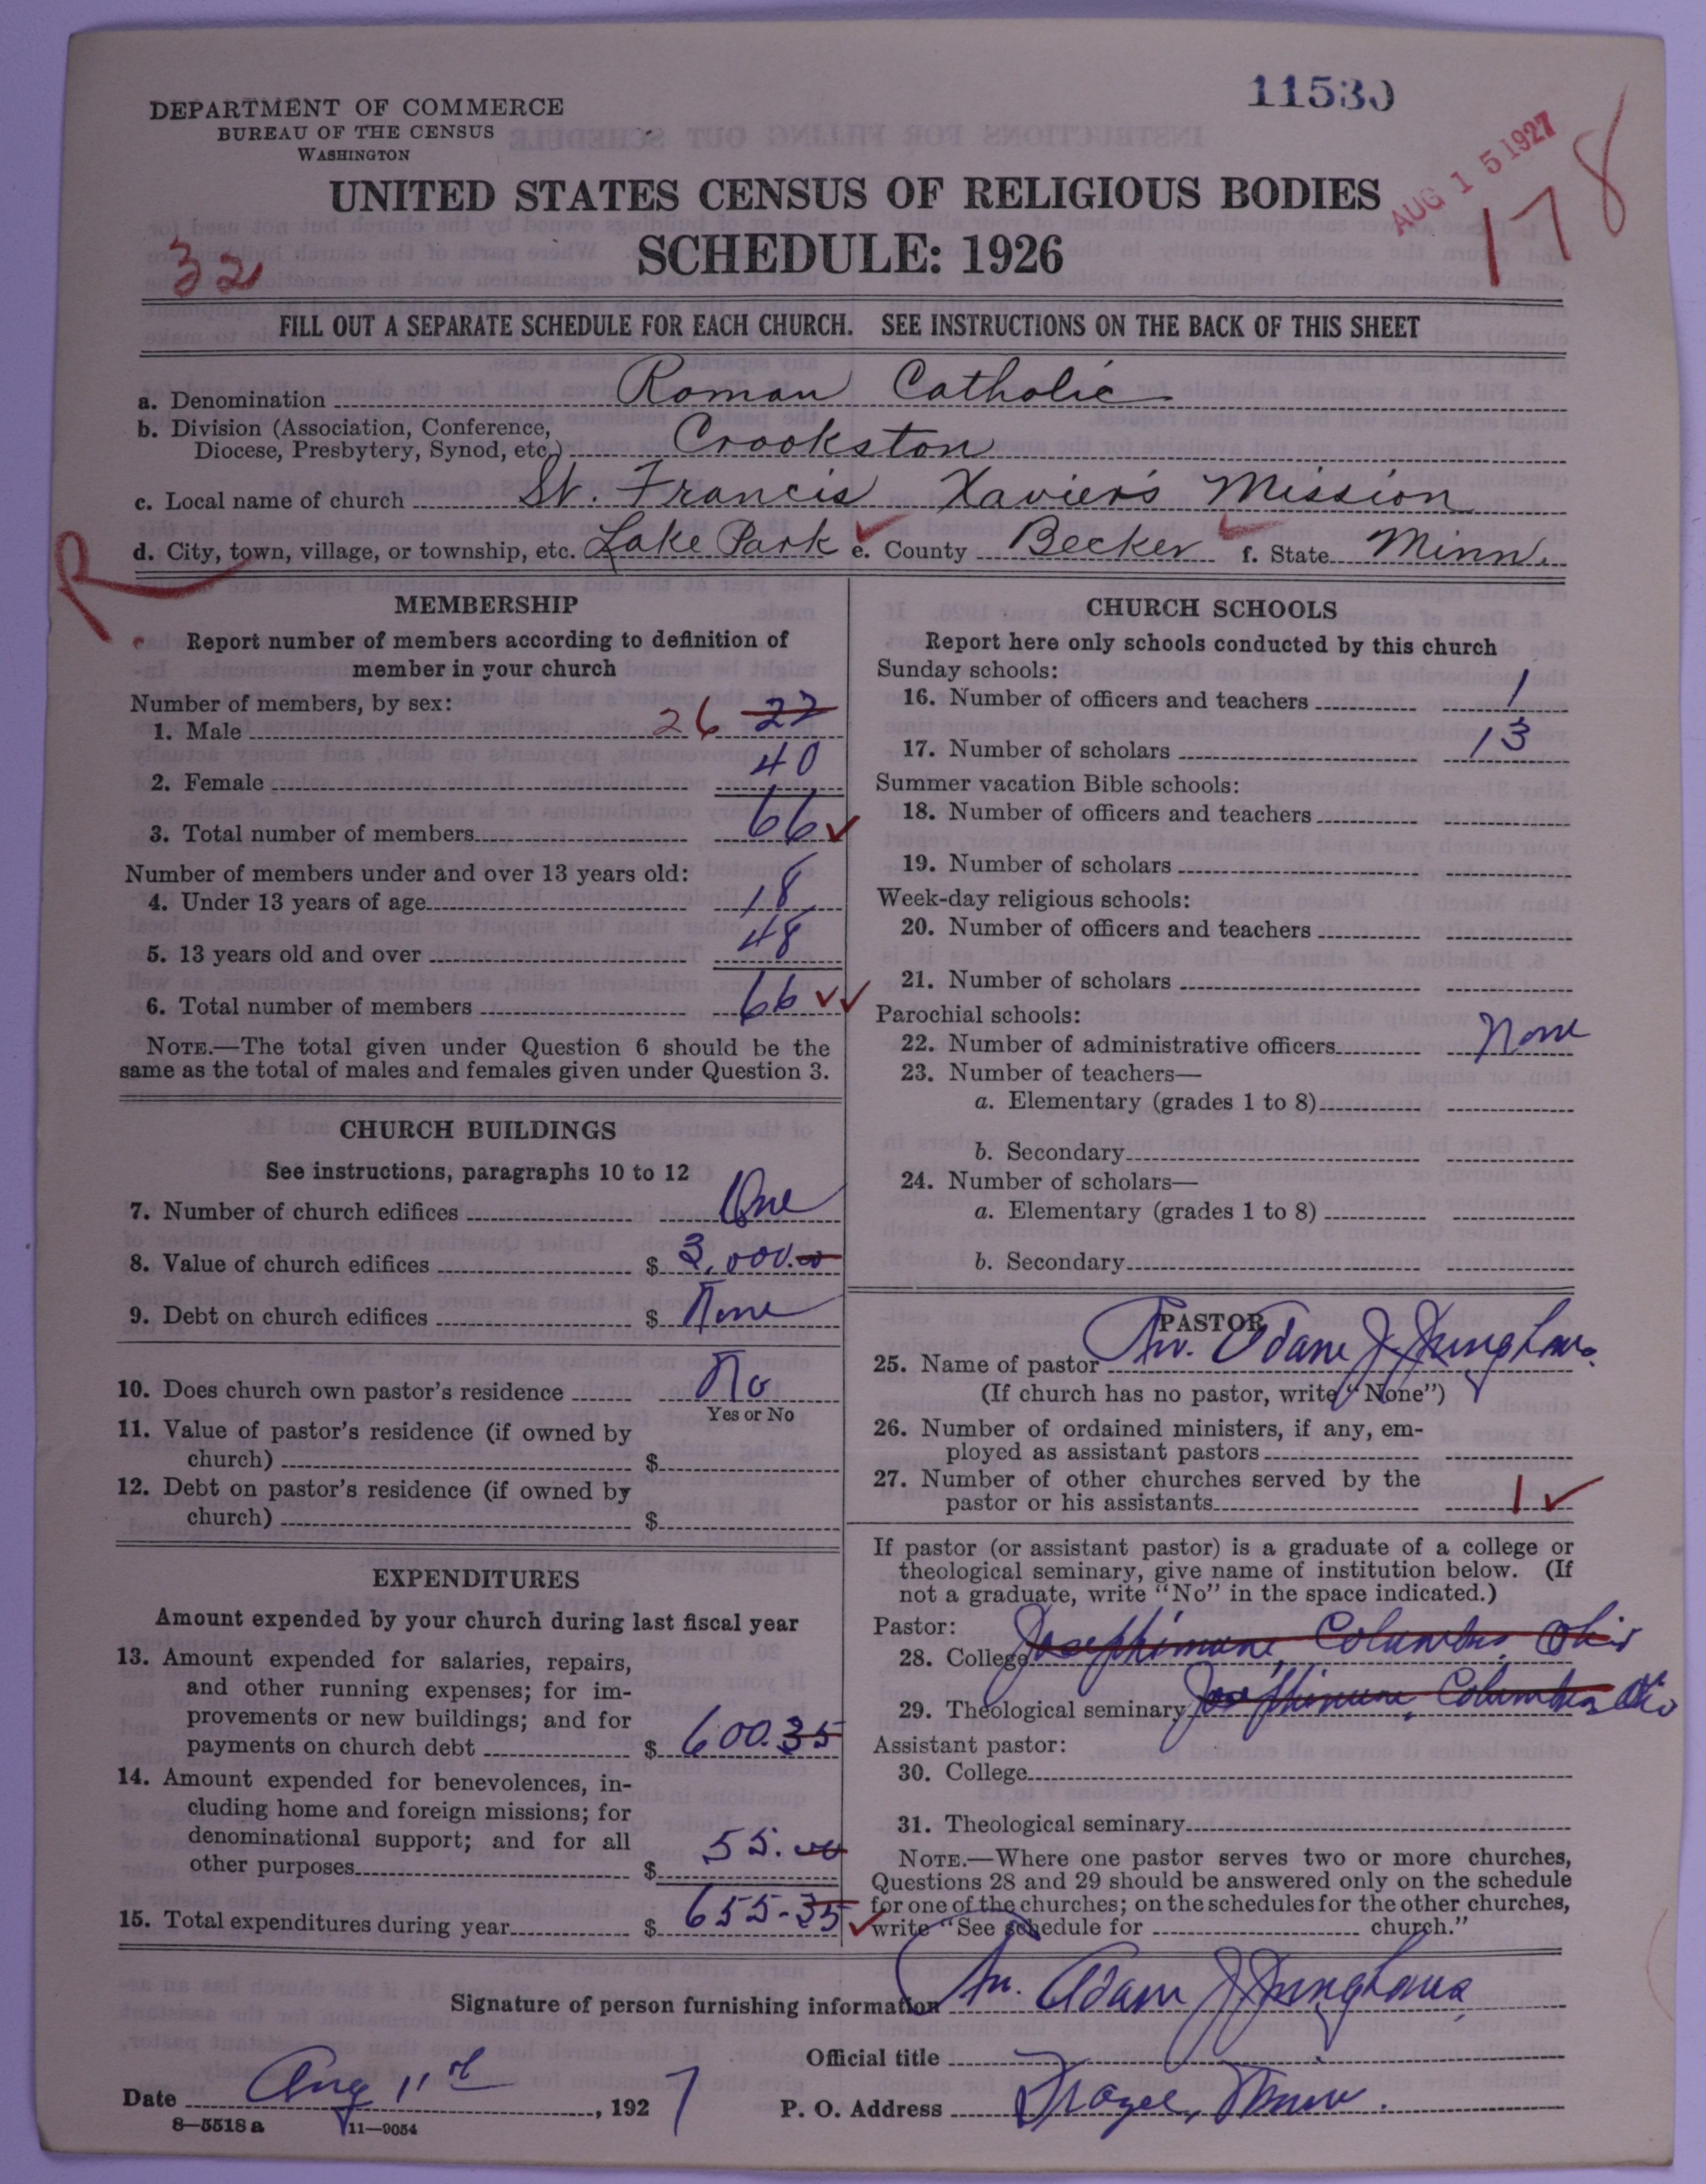 11530
DEPARTMENT OF COMMERCE
BUREAU OF THE CENSUS
WASHINGTON
AUG 15 1927
178
UNITED STATES CENSUS OF RELIGIOUS BODIES
SCHEDULE: 1926
32
FILL OUT A SEPARATE SCHEDULE FOR EACH CHURCH. SEE INSTRUCTIONS ON THE BACK OF THIS SHEET
a. Denomination Roman Catholic
b. Division (Association, Conference,
Diocese, Presbytery, Synod, etc.) Crookston
c. Local name of church St. Francis Xavier's Mission
d. City, town, village, or township, etc. Lake Park e. County Becker f. State Minn.
R
MEMBERSHIP
Report number of members according to definition of
member in your church
Number of members, by sex:
1. Male 26 22
2. Female 40
3. Total number of members 66
Number of members under and over 13 years old:
4. Under 13 years of age 18
5. 13 years old and over 48
6. Total number of members 66
NOTE.—The total given under Question 6 should be the
same as the total of males and females given under Question 3.
CHURCH BUILDINGS
See instructions, paragraphs 10 to 12
7. Number of church edifices One
8. Value of church edifices $ 3,000.00
9. Debt on church edifices $ None
10. Does church own pastor's residence No
Yes or No
11. Value of pastor's residence (if owned by
church) $
12. Debt on pastor's residence (if owned by
church) $
EXPENDITURES
Amount expended by your church during last fiscal year
13. Amount expended for salaries, repairs,
and other running expenses; for im-
provements or new buildings; and for
payments on church debt $ 600.35
14. Amount expended for benevolences, in-
cluding home and foreign missions; for
denominational support; and for all
other purposes $ 55.00
15. Total expenditures during year $ 655.35
CHURCH SCHOOLS
Report here only schools conducted by this church
Sunday schools:
16. Number of officers and teachers 1
17. Number of scholars 13
Summer vacation Bible schools:
18. Number of officers and teachers
19. Number of scholars
Week-day religious schools:
20. Number of officers and teachers
21. Number of scholars
Parochial schools:
22. Number of administrative officers None
23. Number of teachers—
a. Elementary (grades 1 to 8)
b. Secondary
24. Number of scholars—
a. Elementary (grades 1 to 8)
b. Secondary
PASTOR
25. Name of pastor Adam J. Junghans
(If church has no pastor, write "None")
26. Number of ordained ministers, if any, em-
ployed as assistant pastors
27. Number of other churches served by the
pastor or his assistants 1
If pastor (or assistant pastor) is a graduate of a college or
theological seminary, give name of institution below. (If
not a graduate, write "No" in the space indicated.)
Pastor:
28. College Josephinum, Columbus, Ohio
29. Theological seminary Josephinum, Columbus Ohio
Assistant pastor:
30. College
31. Theological seminary
NOTE.—Where one pastor serves two or more churches,
Questions 28 and 29 should be answered only on the schedule
for one of the churches; on the schedules for the other churches,
write "See schedule for church."
Signature of person furnishing information Adam J Junghans
Official title
Date Aug 11th, 1927
P. O. Address Frazee, Minn.
8—5518 a 11—9054